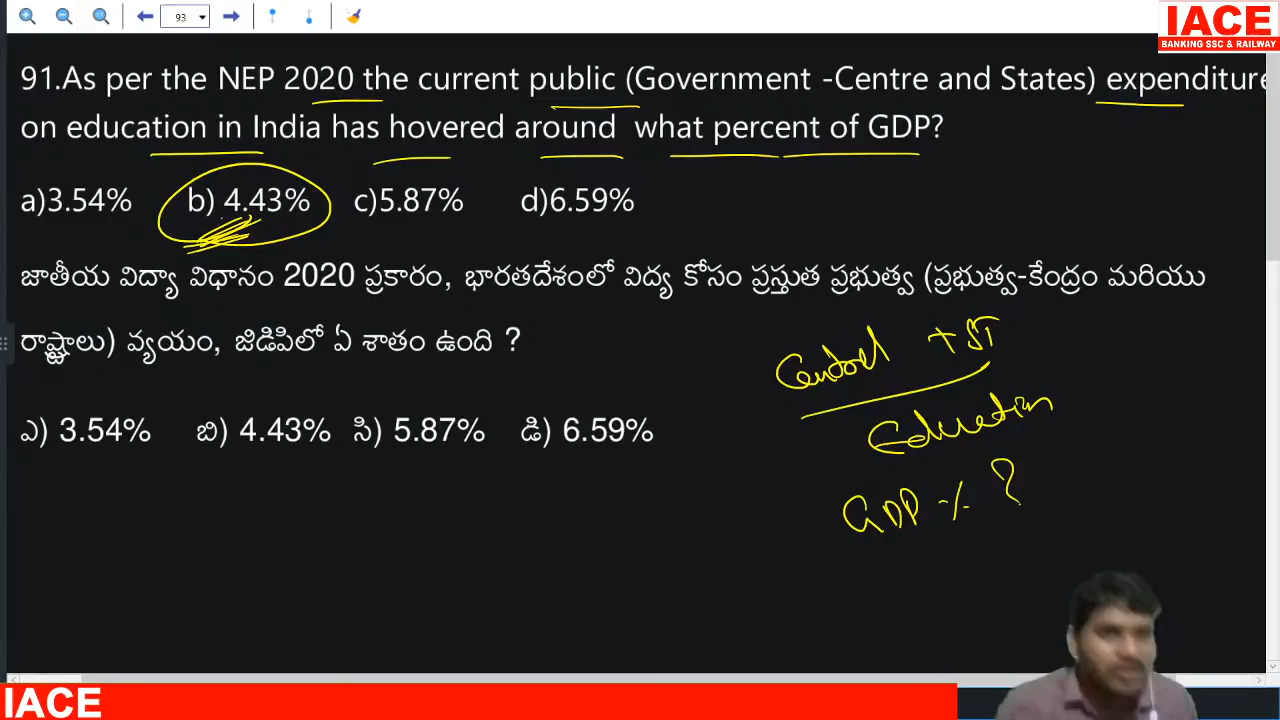 93
IACE
BANKING SSC & RAILWAY
91.As per the NEP 2020 the current public (Government -Centre and States) expenditure
on education in India has hovered around what percent of GDP?
a)3.54% b) 4.43% c)5.87% d)6.59%
జాతీయ విద్యా విధానం 2020 ప్రకారం, భారతదేశంలో విద్య కోసం ప్రస్తుత ప్రభుత్వ (ప్రభుత్వ-కేంద్రం మరియు
రాష్ట్రాలు) వ్యయం, జిడిపిలో ఏ శాతం ఉంది ?
Central + ST
Education
ఎ) 3.54% బి) 4.43% సి) 5.87% డి) 6.59%
GDP % ?
IACE